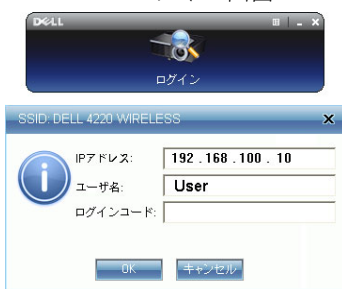 DELL
ログイン
SSID: DELL 4220 WIRELESS
IPアドレス: 192 . 168 . 100 . 10
ユーザ名: User
ログインコード:
OK キャンセル